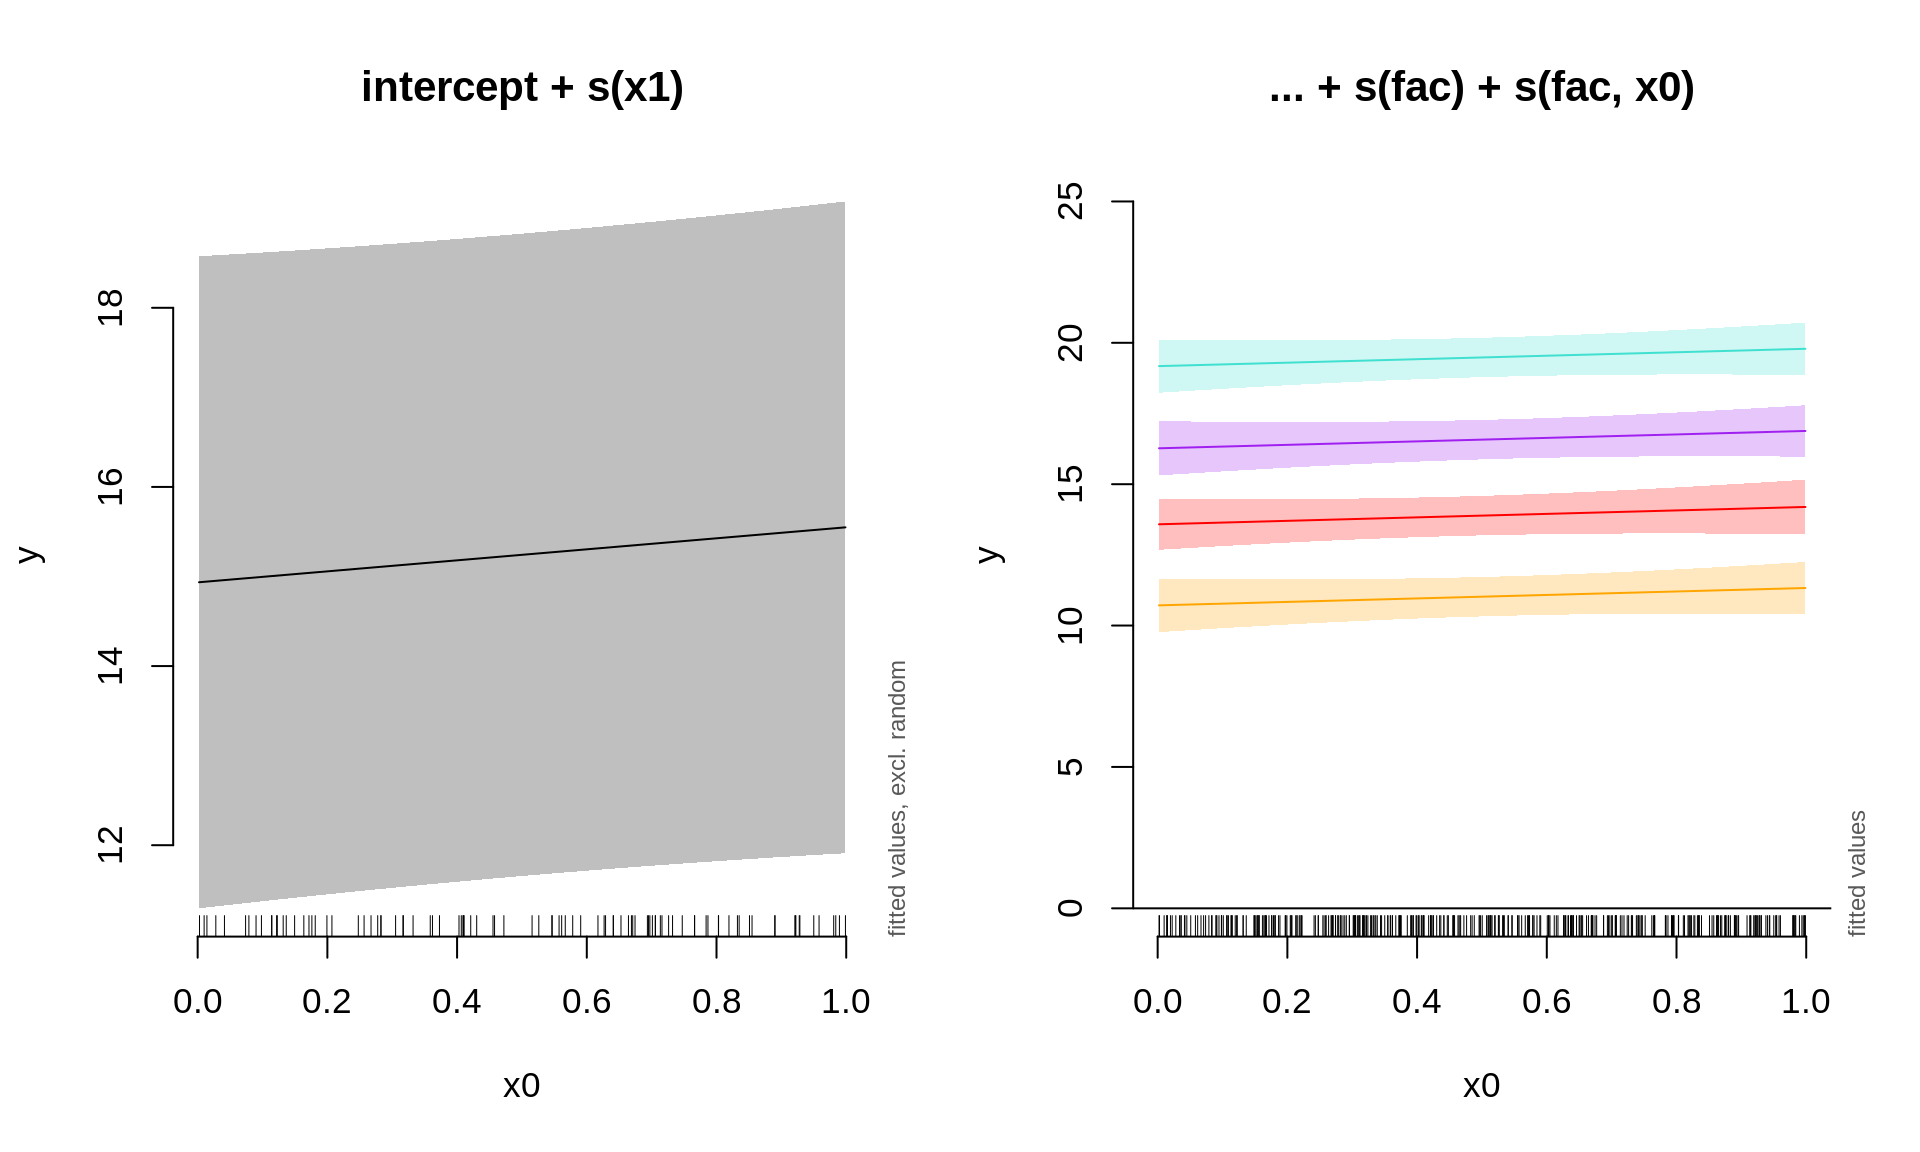 intercept + s(x1)
y
18
16
14
12
0.0 0.2 0.4 0.6 0.8 1.0
x0
fitted values, excl. random
... + s(fac) + s(fac, x0)
y
25
20
15
10
5
0
0.0 0.2 0.4 0.6 0.8 1.0
x0
fitted values